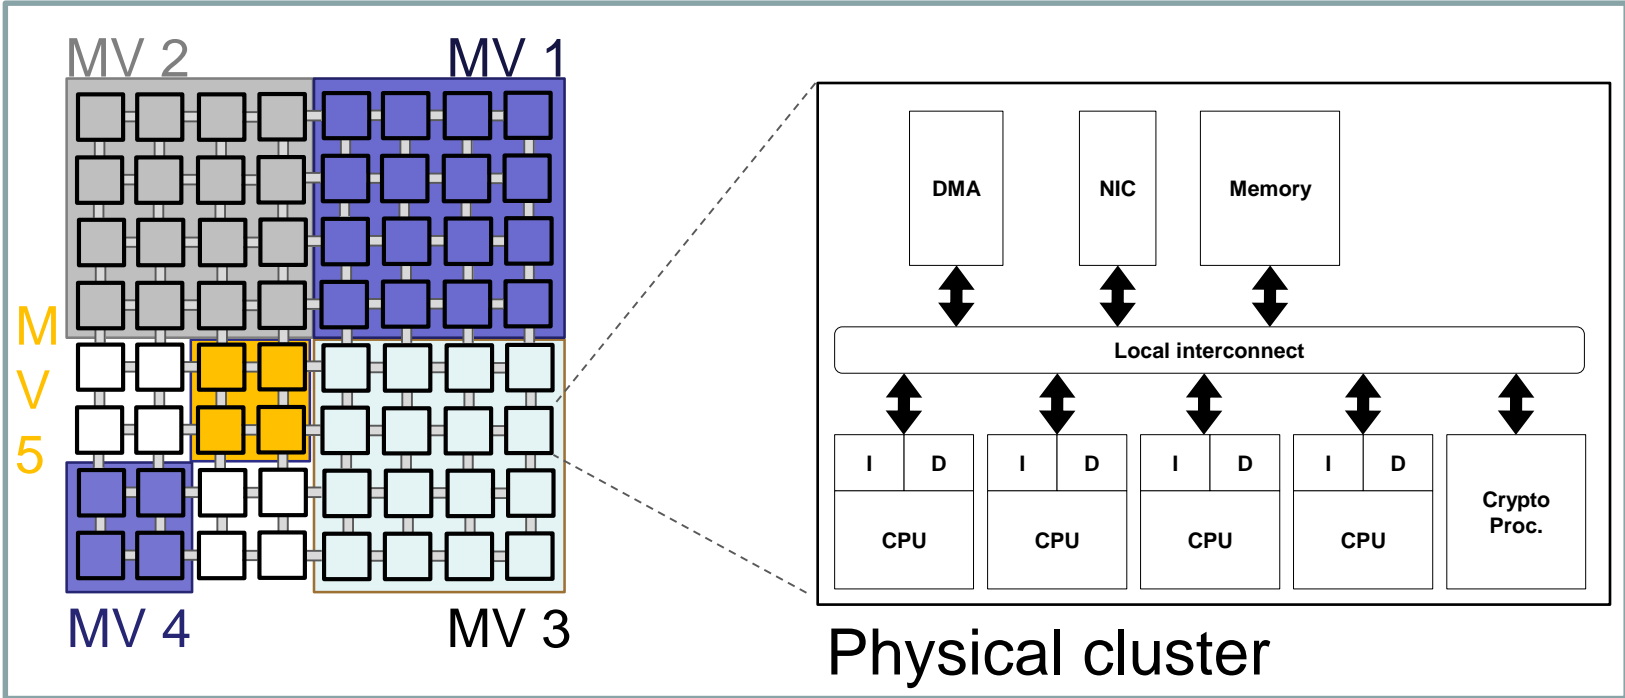 MV 2
MV 1
M
V
5
MV 4
MV 3
DMA
NIC
Memory
Local interconnect
I D
I D
I D
I D
CPU
CPU
CPU
CPU
Crypto
Proc.
Physical cluster